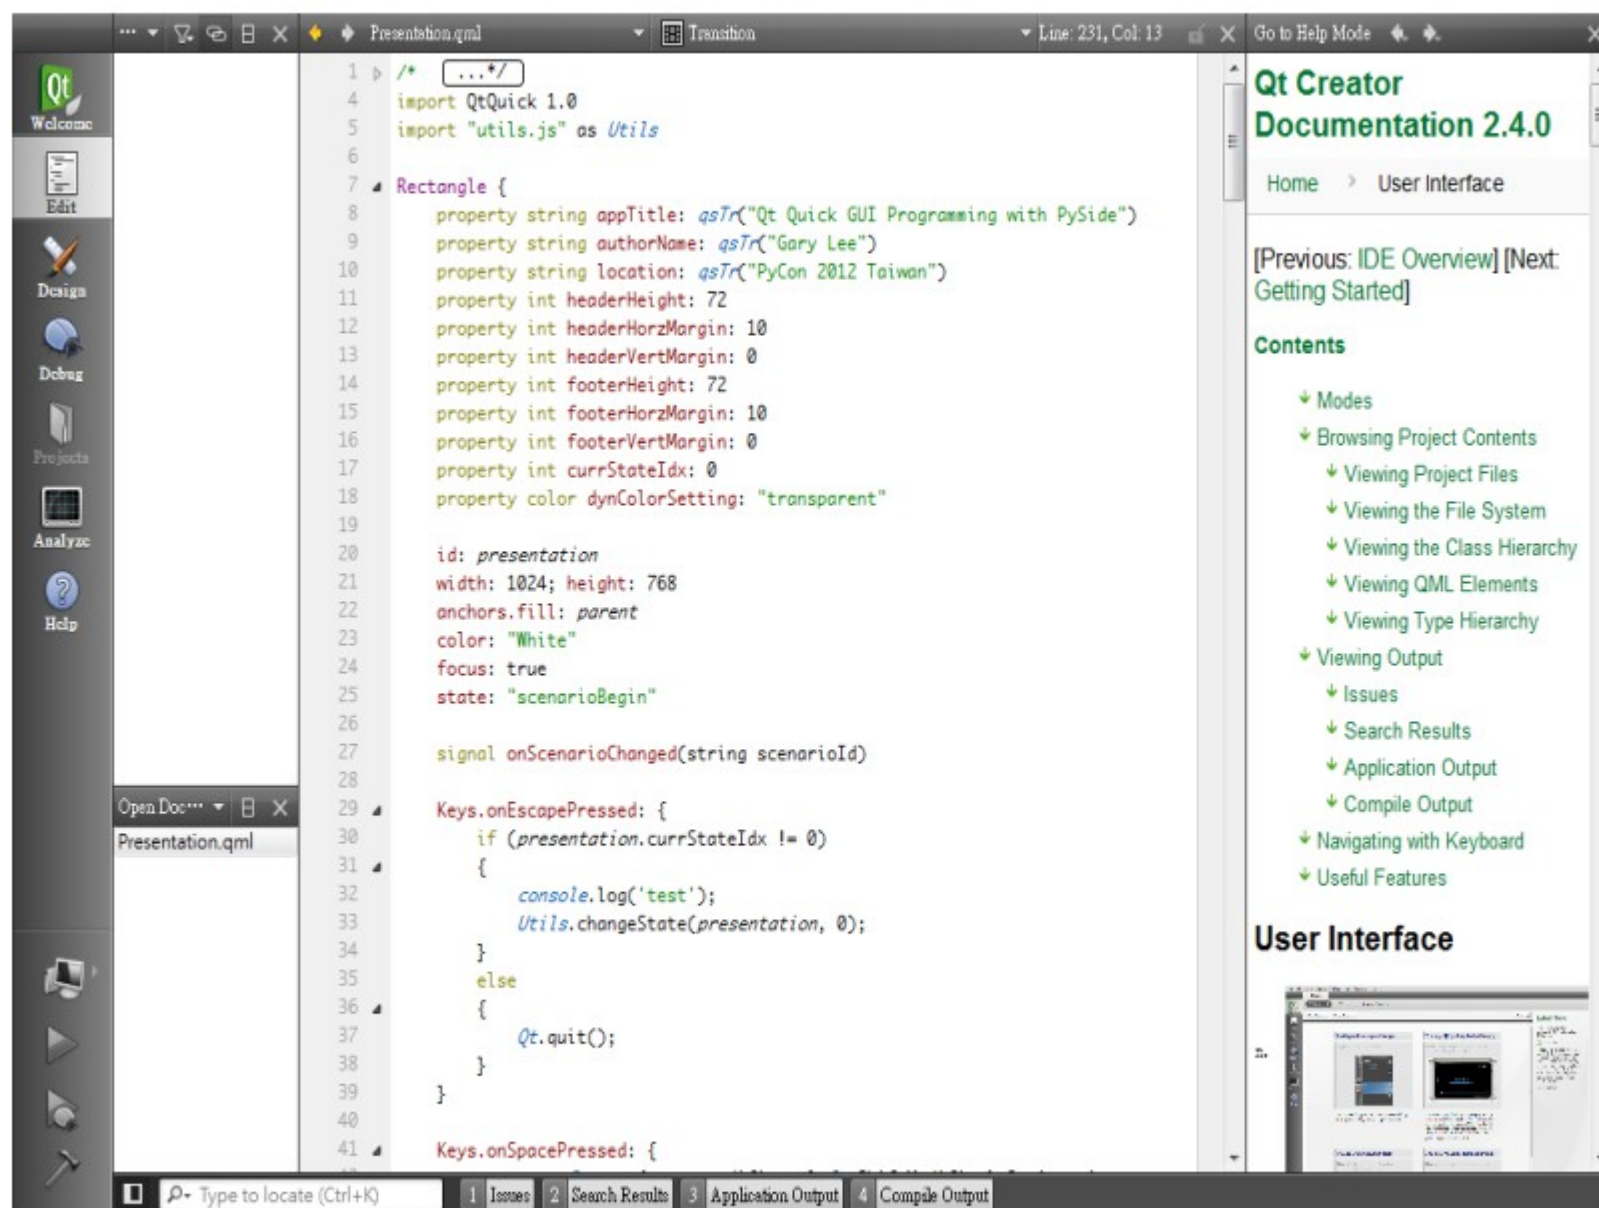 Presentation.qml
Transition
Line: 231, Col: 13
Go to Help Mode
Welcome
Edit
Design
Debug
Projects
Analyze
Help
Open Doc···
Presentation.qml
1 /* ...*/
4 import QtQuick 1.0
5 import "utils.js" as Utils
6
7 Rectangle {
8 property string appTitle: qsTr("Qt Quick GUI Programming with PySide")
9 property string authorName: qsTr("Gary Lee")
10 property string location: qsTr("PyCon 2012 Taiwan")
11 property int headerHeight: 72
12 property int headerHorzMargin: 10
13 property int headerVertMargin: 0
14 property int footerHeight: 72
15 property int footerHorzMargin: 10
16 property int footerVertMargin: 0
17 property int currStateIdx: 0
18 property color dynColorSetting: "transparent"
19
20 id: presentation
21 width: 1024; height: 768
22 anchors.fill: parent
23 color: "White"
24 focus: true
25 state: "scenarioBegin"
26
27 signal onScenarioChanged(string scenarioId)
28
29 Keys.onEscapePressed: {
30 if (presentation.currStateIdx != 0)
31 {
32 console.log('test');
33 Utils.changeState(presentation, 0);
34 }
35 else
36 {
37 Qt.quit();
38 }
39 }
40
41 Keys.onSpacePressed: {
Qt Creator
Documentation 2.4.0
Home > User Interface
[Previous: IDE Overview] [Next:
Getting Started]
Contents
Modes
Browsing Project Contents
Viewing Project Files
Viewing the File System
Viewing the Class Hierarchy
Viewing QML Elements
Viewing Type Hierarchy
Viewing Output
Issues
Search Results
Application Output
Compile Output
Navigating with Keyboard
Useful Features
User Interface
Type to locate (Ctrl+K)
1 Issues 2 Search Results 3 Application Output 4 Compile Output